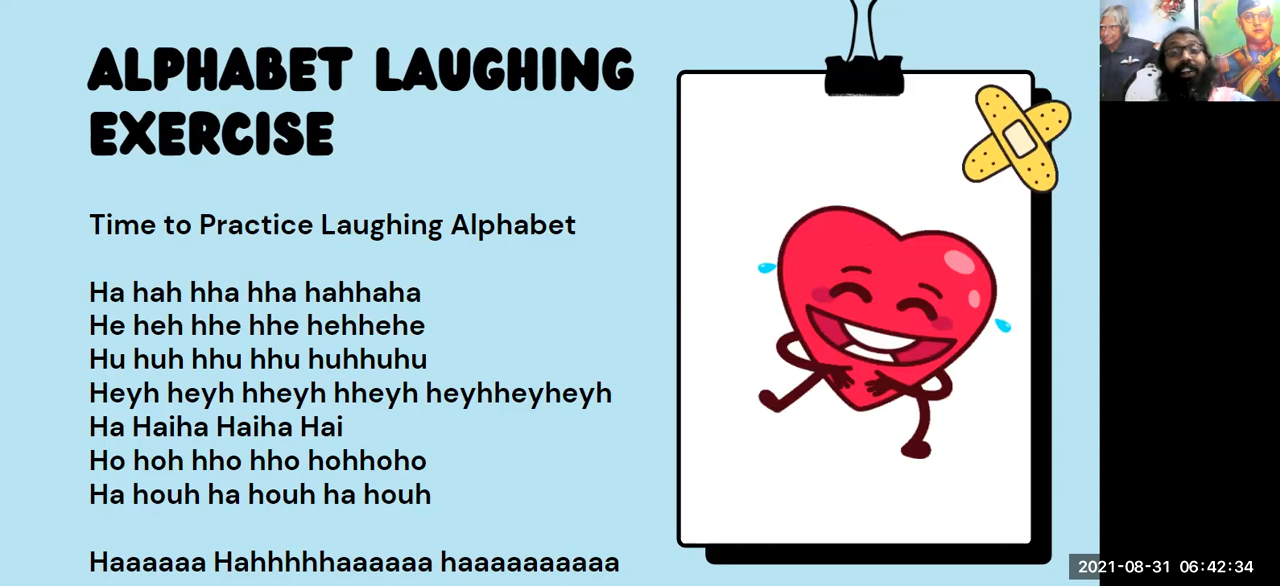 ALPHABET LAUGHING
EXERCISE
Time to Practice Laughing Alphabet
Ha hah hha hha hahhaha
He heh hhe hhe hehhehe
Hu huh hhu hhu huhhuhu
Heyh heyh hheyh hheyh heyhheyheyh
Ha Haiha Haiha Hai
Ho hoh hho hho hohhoho
Ha houh ha houh ha houh
Haaaaaa Hahhhhhaaaaaa haaaaaaaaaa
2021-08-31 06:42:34